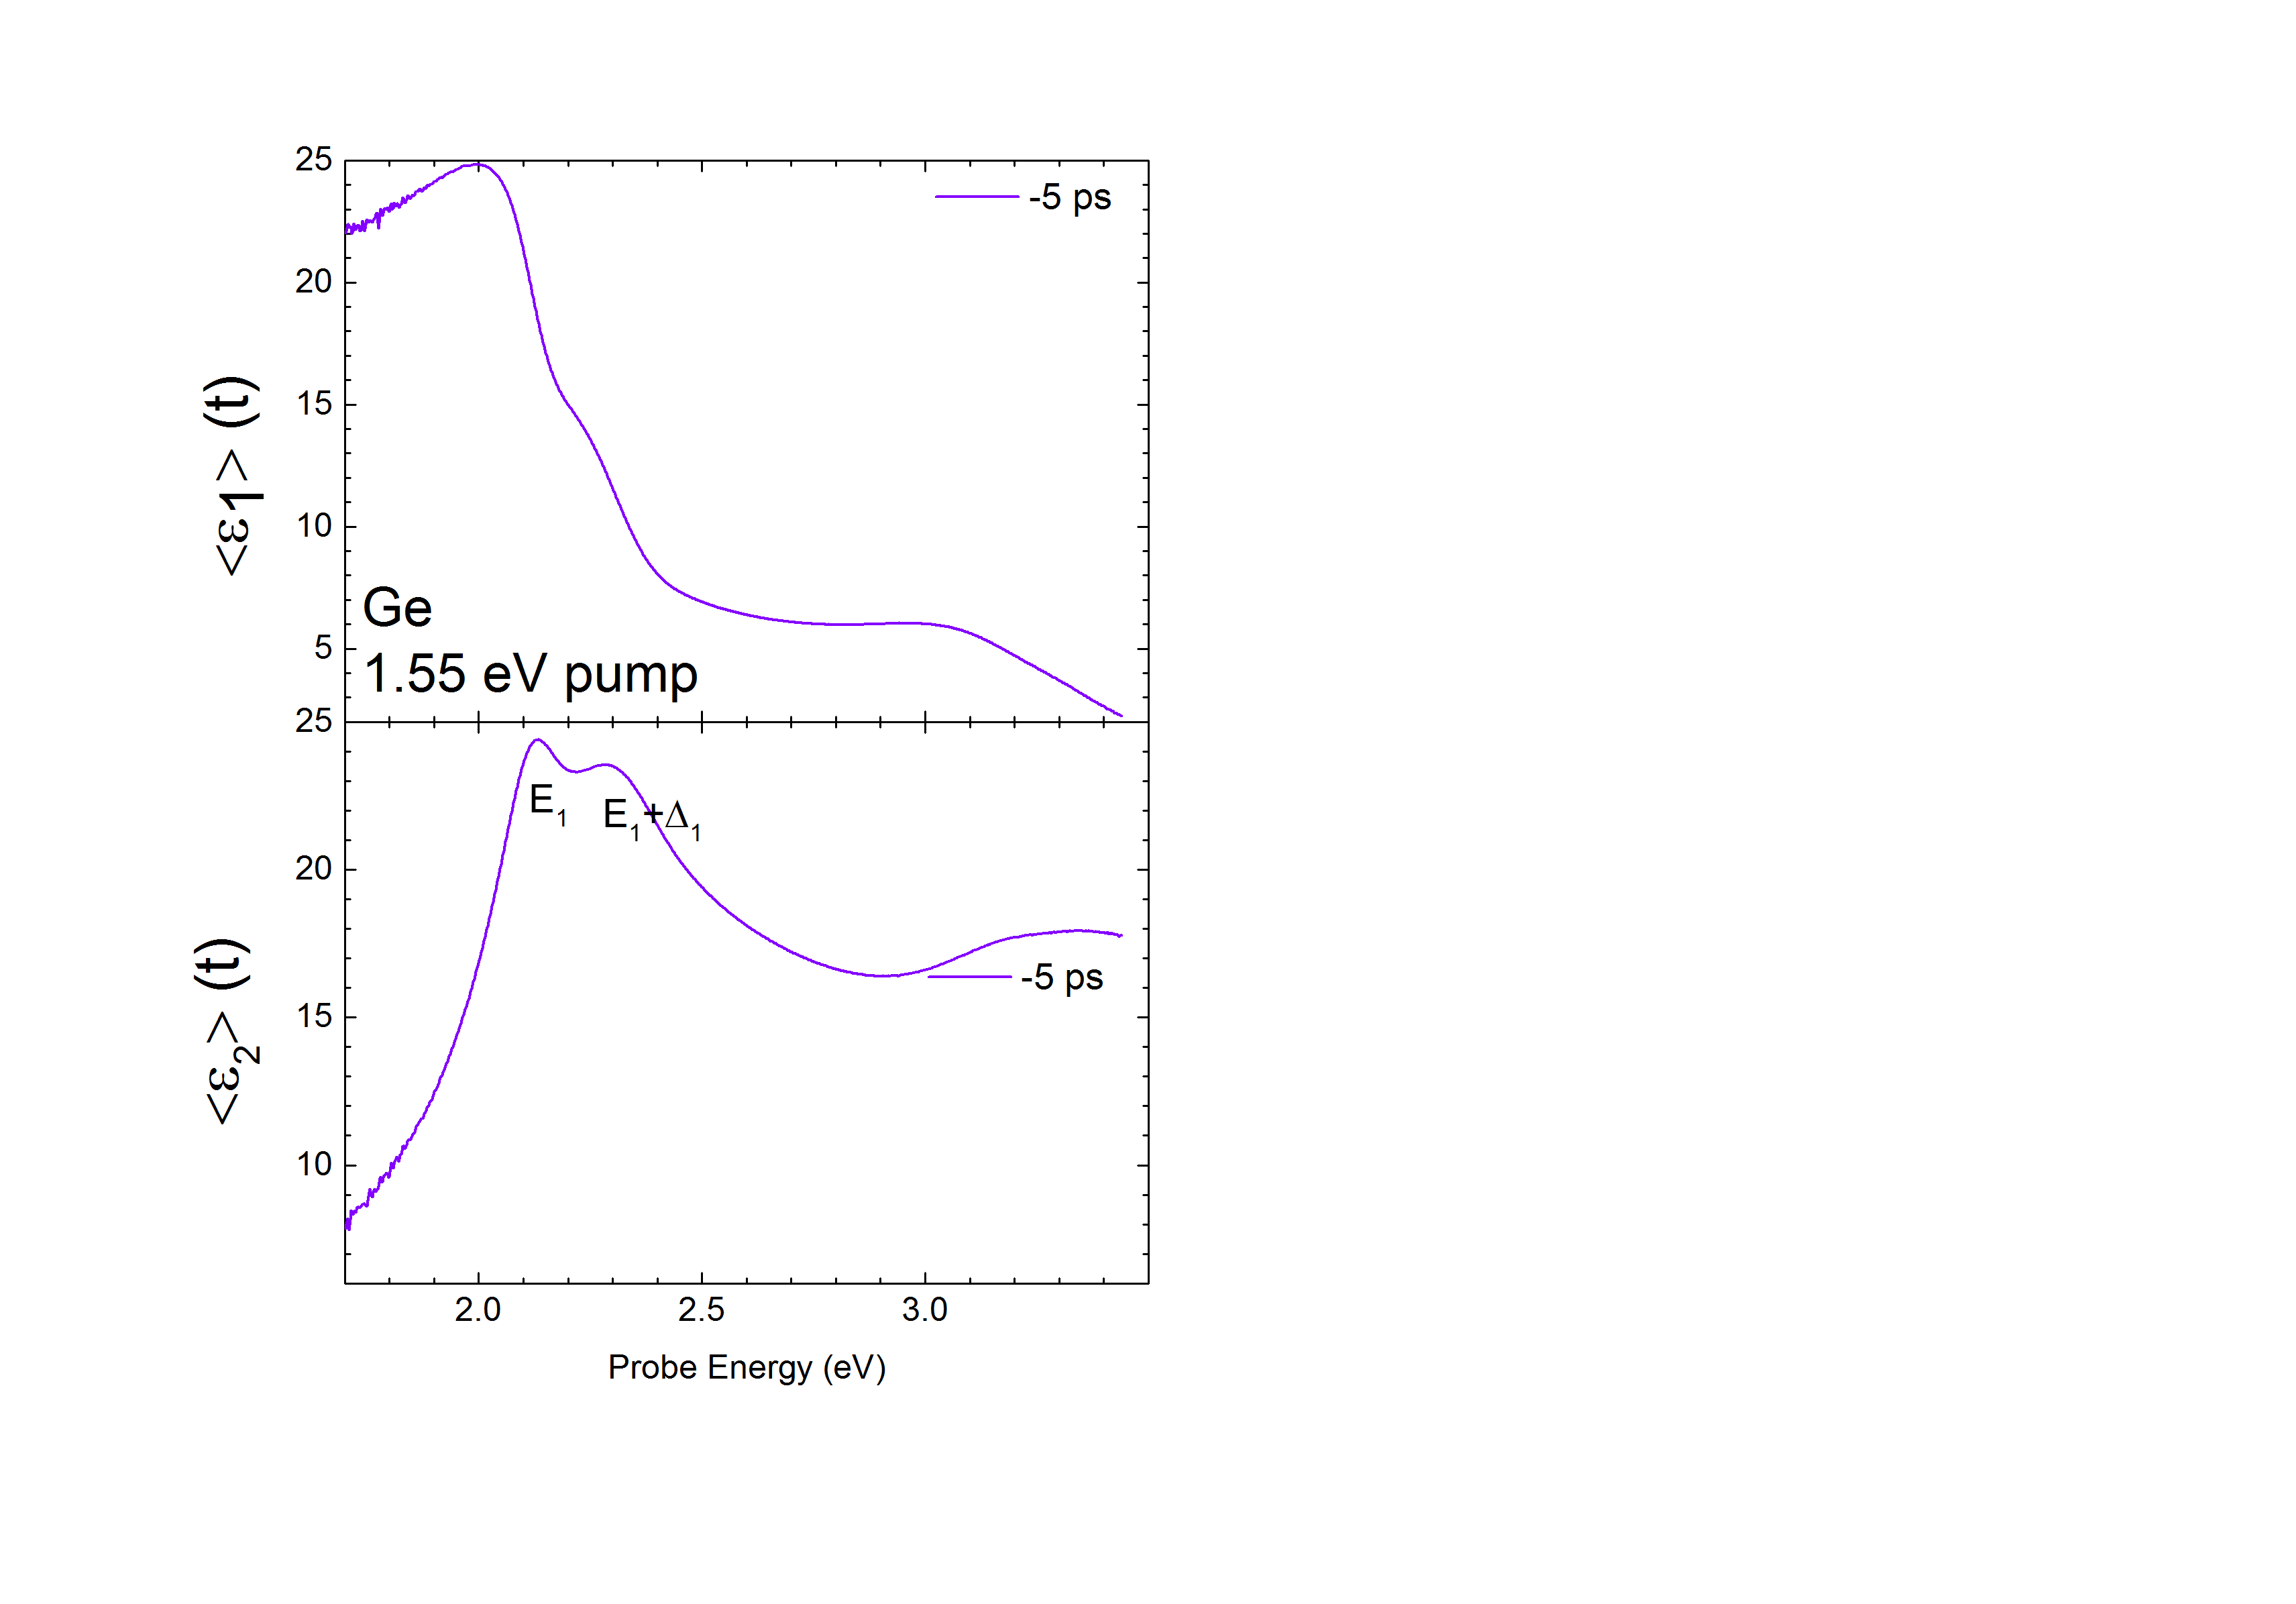 25
20
15
10
5
<ε1> (t)
-5 ps
Ge
1.55 eV pump
25
20
15
10
<ε₂> (t)
E₁
E₁+Δ₁
-5 ps
2.0 2.5 3.0
Probe Energy (eV)